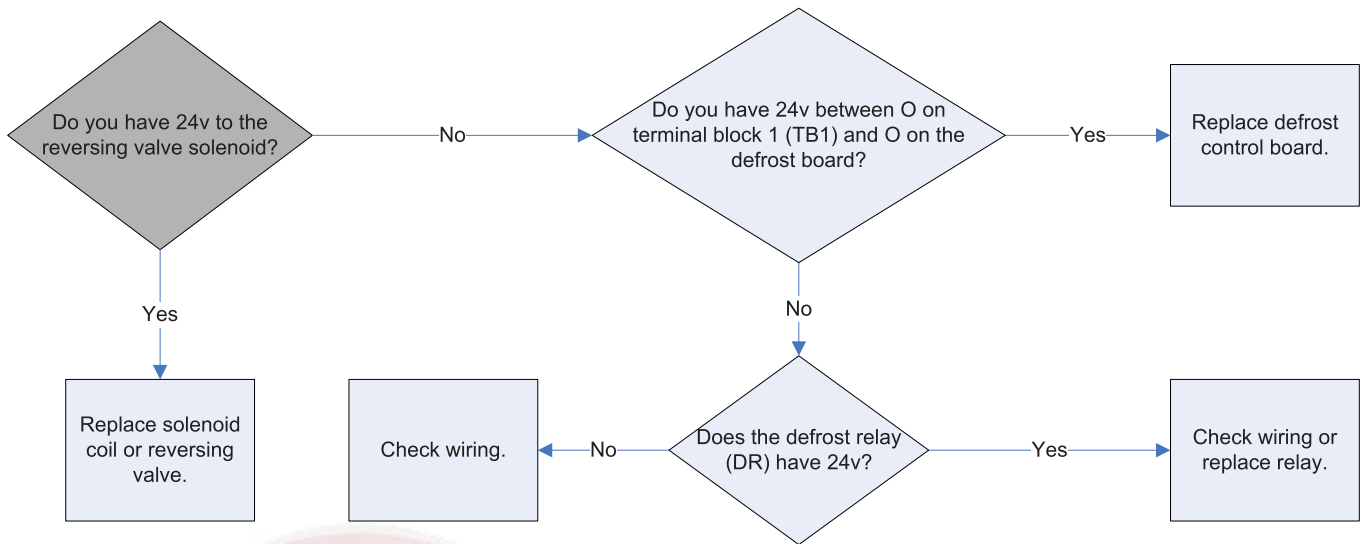 Do you have 24v to the
reversing valve solenoid?
No
Do you have 24v between O on
terminal block 1 (TB1) and O on the
defrost board?
Yes
Replace defrost
control board.
Yes
No
Replace solenoid
coil or reversing
valve.
Check wiring.
No
Does the defrost relay
(DR) have 24v?
Yes
Check wiring or
replace relay.